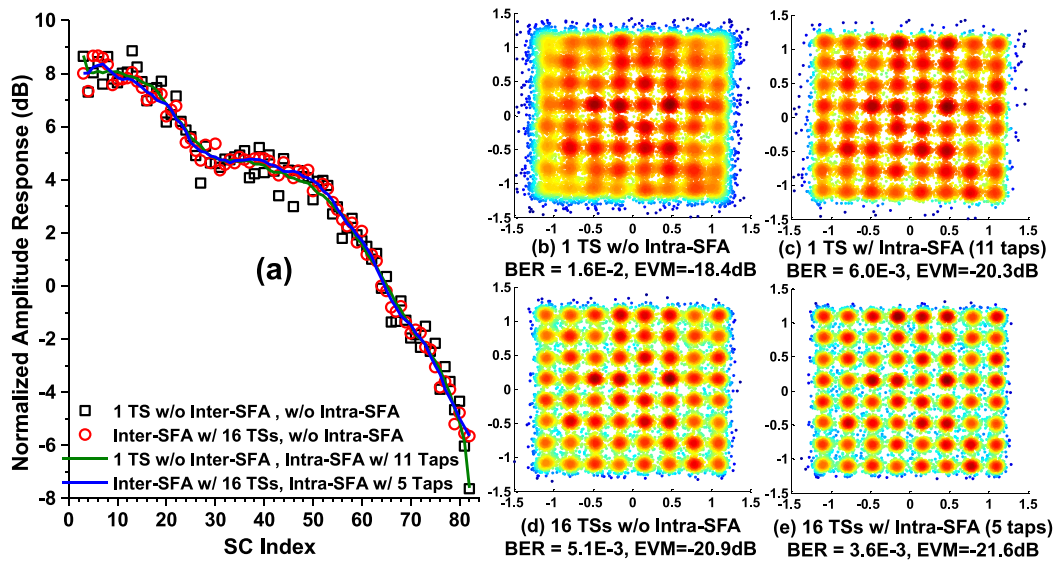 10
8
6
4
2
0
-2
-4
-6
-8
Normalized Amplitude Response (dB)
(a)
1 TS w/o Inter-SFA , w/o Intra-SFA
Inter-SFA w/ 16 TSs, w/o Intra-SFA
1 TS w/o Inter-SFA , Intra-SFA w/ 11 Taps
Inter-SFA w/ 16 TSs, Intra-SFA w/ 5 Taps
0 10 20 30 40 50 60 70 80
SC Index
1.5
1
0.5
0
-0.5
-1
-1.5
-1.5 -1 -0.5 0 0.5 1 1.5
(b) 1 TS w/o Intra-SFA
BER = 1.6E-2, EVM=-18.4dB
1.5
1
0.5
0
-0.5
-1
-1.5
-1.5 -1 -0.5 0 0.5 1 1.5
(c) 1 TS w/ Intra-SFA (11 taps)
BER = 6.0E-3, EVM=-20.3dB
1.5
1
0.5
0
-0.5
-1
-1.5
-1.5 -1 -0.5 0 0.5 1 1.5
(d) 16 TSs w/o Intra-SFA
BER = 5.1E-3, EVM=-20.9dB
1.5
1
0.5
0
-0.5
-1
-1.5
-1.5 -1 -0.5 0 0.5 1 1.5
(e) 16 TSs w/ Intra-SFA (5 taps)
BER = 3.6E-3, EVM=-21.6dB